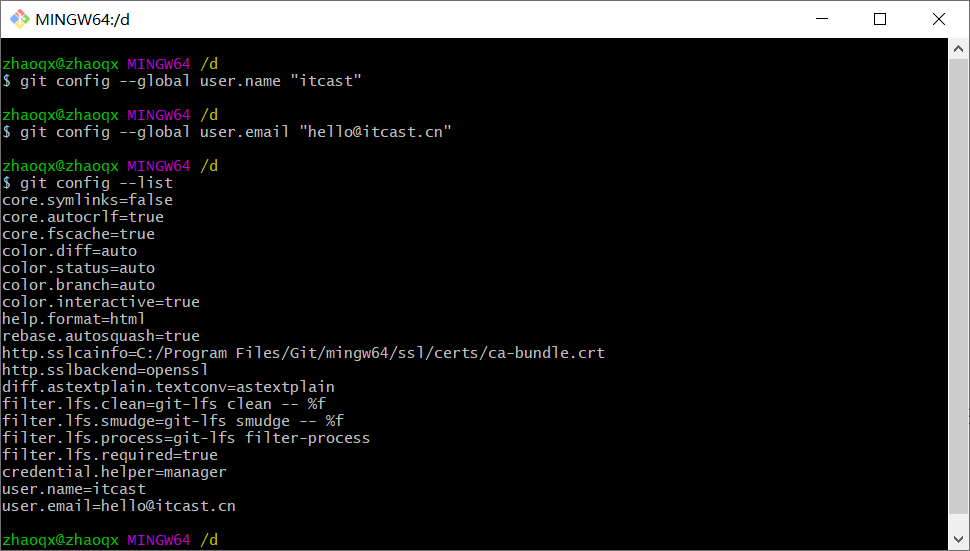 MINGW64:/d
zhaoqx@zhaoqx MINGW64 /d
$ git config --global user.name "itcast"
zhaoqx@zhaoqx MINGW64 /d
$ git config --global user.email "hello@itcast.cn"
zhaoqx@zhaoqx MINGW64 /d
$ git config --list
core.symlinks=false
core.autocrlf=true
core.fscache=true
color.diff=auto
color.status=auto
color.branch=auto
color.interactive=true
help.format=html
rebase.autosquash=true
http.sslcainfo=C:/Program Files/Git/mingw64/ssl/certs/ca-bundle.crt
http.sslbackend=openssl
diff.astextplain.textconv=astextplain
filter.lfs.clean=git-lfs clean -- %f
filter.lfs.smudge=git-lfs smudge -- %f
filter.lfs.process=git-lfs filter-process
filter.lfs.required=true
credential.helper=manager
user.name=itcast
user.email=hello@itcast.cn
zhaoqx@zhaoqx MINGW64 /d